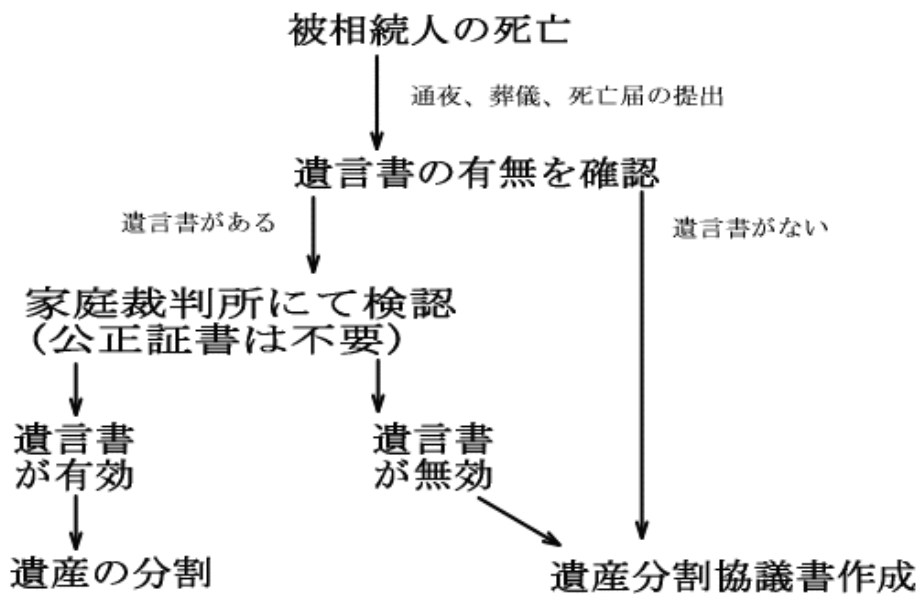 被相続人の死亡
通夜、葬儀、死亡届の提出
遺言書の有無を確認
遺言書がある
遺言書がない
家庭裁判所にて検認
(公正証書は不要)
遺言書
が有効
遺言書
が無効
遺産の分割
遺産分割協議書作成